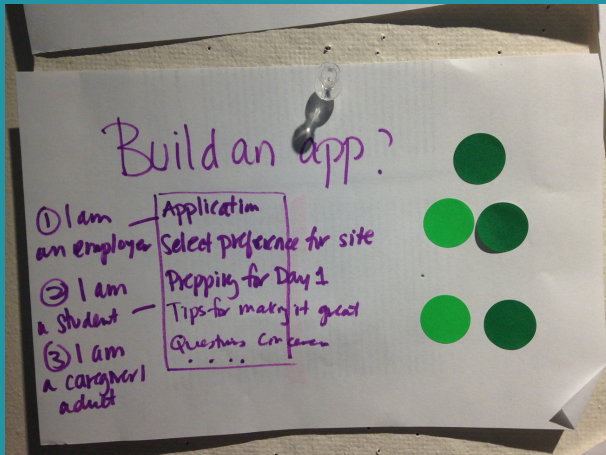 Build an app?
① I am
an employer
② I am
a student
③ I am
a caregiver/
adult
Application
Select preference for site
Prepping for Day 1
Tips for making it great
Questions Concerns
. . . .